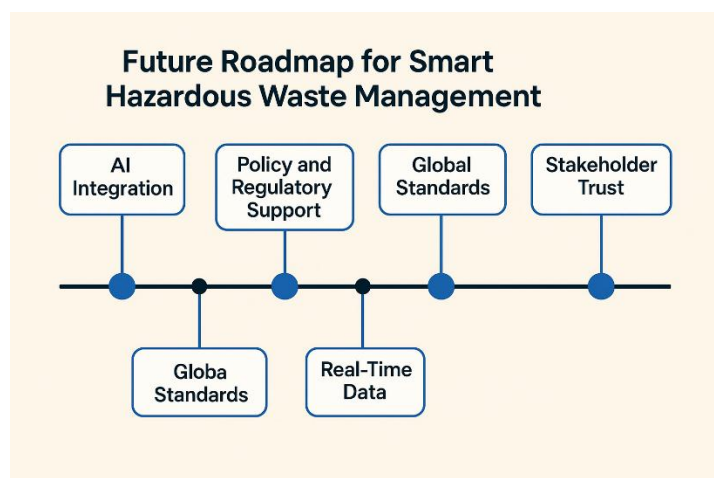 Future Roadmap for Smart
Hazardous Waste Management
AI
Integration
Policy and
Regulatory
Support
Global
Standards
Stakeholder
Trust
Globa
Standards
Real-Time
Data